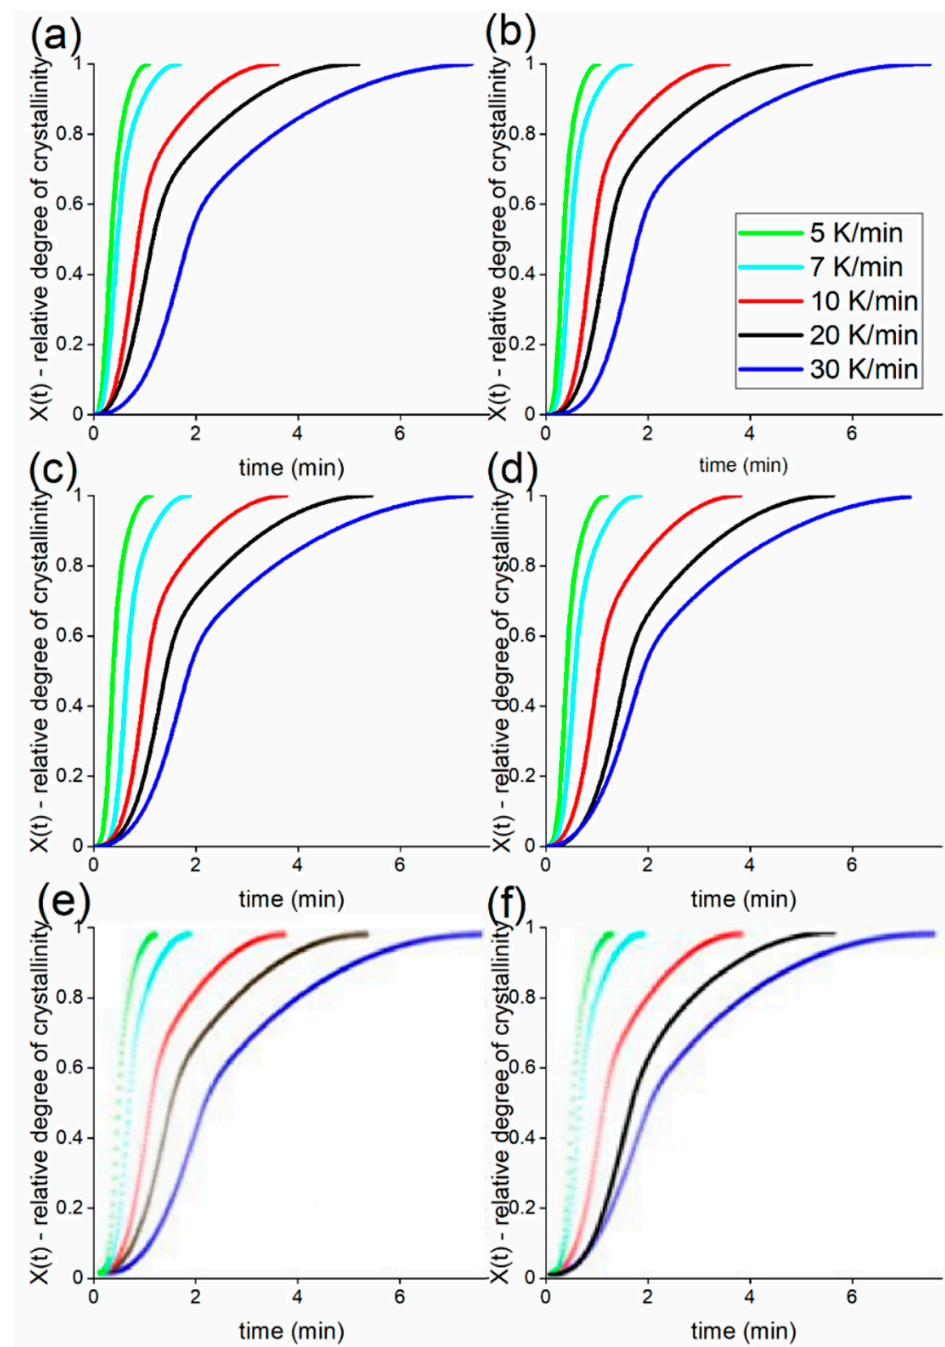 (a)
X(t) - relative degree of crystallinity
1
0.8
0.6
0.4
0.2
0
0 2 4 6
time (min)
(b)
X(t) - relative degree of crystallinity
1
0.8
0.6
0.4
0.2
0
0 2 4 6
time (min)
5 K/min
7 K/min
10 K/min
20 K/min
30 K/min
(c)
X(t) - relative degree of crystallinity
1
0.8
0.6
0.4
0.2
0
0 2 4 6
time (min)
(d)
X(t) - relative degree of crystallinity
1
0.8
0.6
0.4
0.2
0
0 2 4 6
time (min)
(e)
X(t) - relative degree of crystallinity
1
0.8
0.6
0.4
0.2
0
0 2 4 6
time (min)
(f)
X(t) - relative degree of crystallinity
1
0.8
0.6
0.4
0.2
0
0 2 4 6
time (min)